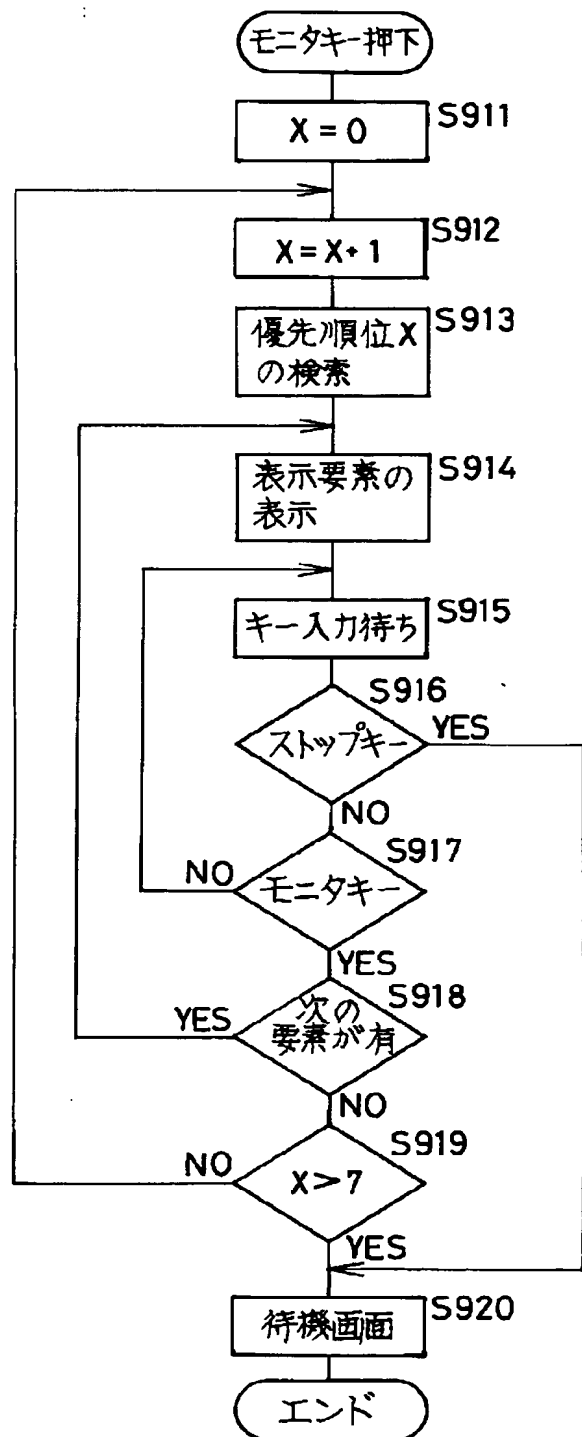 モニタキー押下
S911
X = 0
S912
X = X + 1
S913
優先順位X
の検索
S914
表示要素の
表示
S915
キー入力待ち
S916
ストップキー
YES
NO
S917
モニタキー
NO
YES
S918
次の
要素が有
YES
NO
S919
X > 7
NO
YES
S920
待機画面
エンド